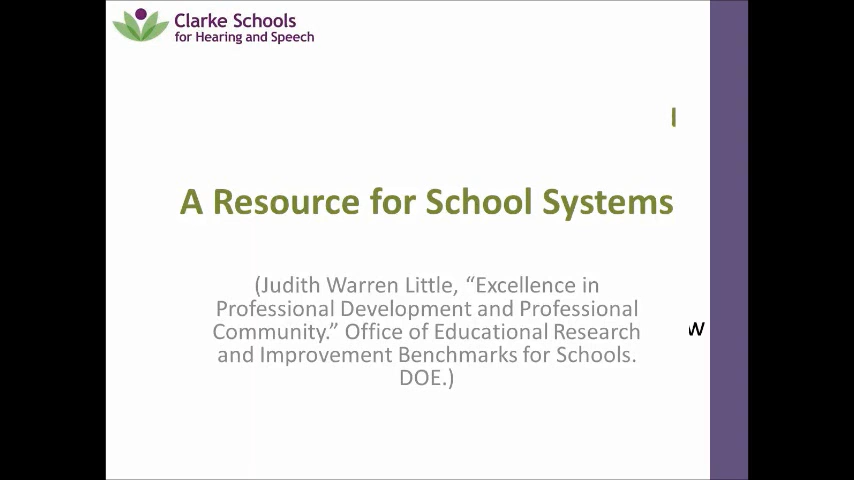 Clarke Schools
for Hearing and Speech
A Resource for School Systems
(Judith Warren Little, “Excellence in
Professional Development and Professional
Community.” Office of Educational Research
w
and Improvement Benchmarks for Schools.
DOE.)